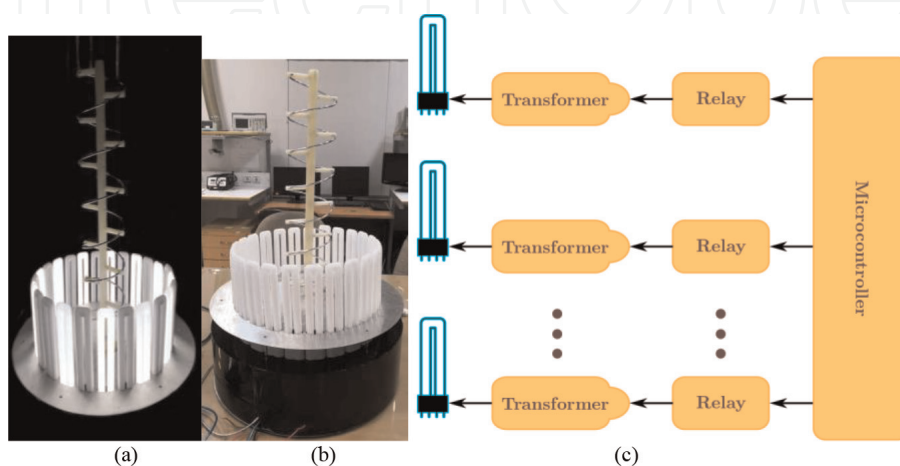 Transformer
Relay
Transformer
Relay
Microcontroller
Transformer
Relay
(a)
(b)
(c)